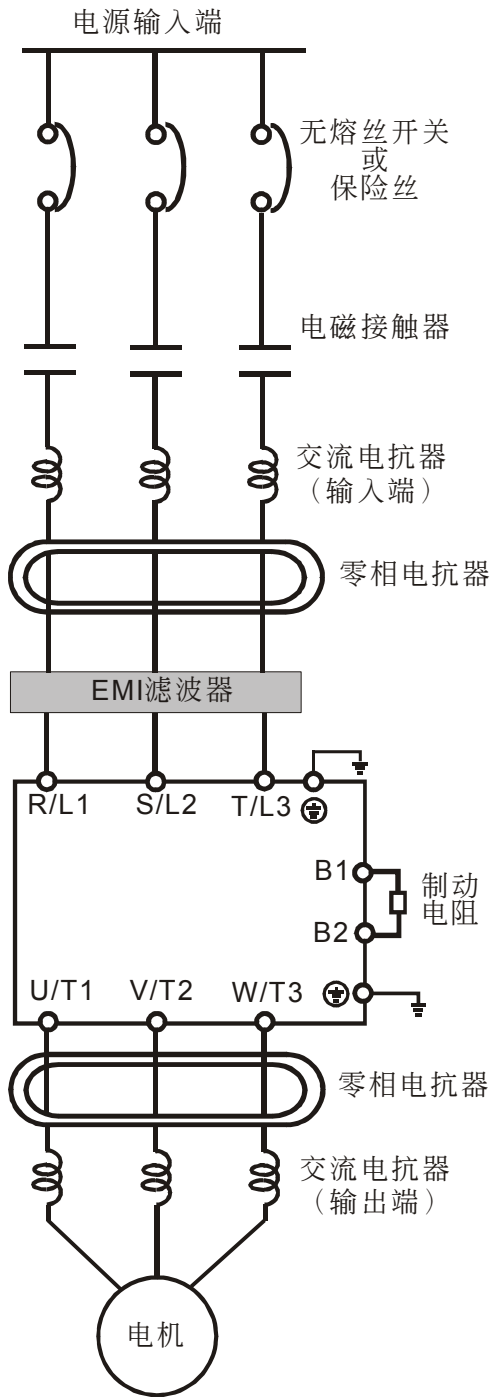 电源输入端
无熔丝开关
或
保险丝
电磁接触器
交流电抗器
（输入端）
零相电抗器
EMI滤波器
R/L1
S/L2
T/L3
B1
制动
电阻
B2
U/T1
V/T2
W/T3
零相电抗器
交流电抗器
（输出端）
电机